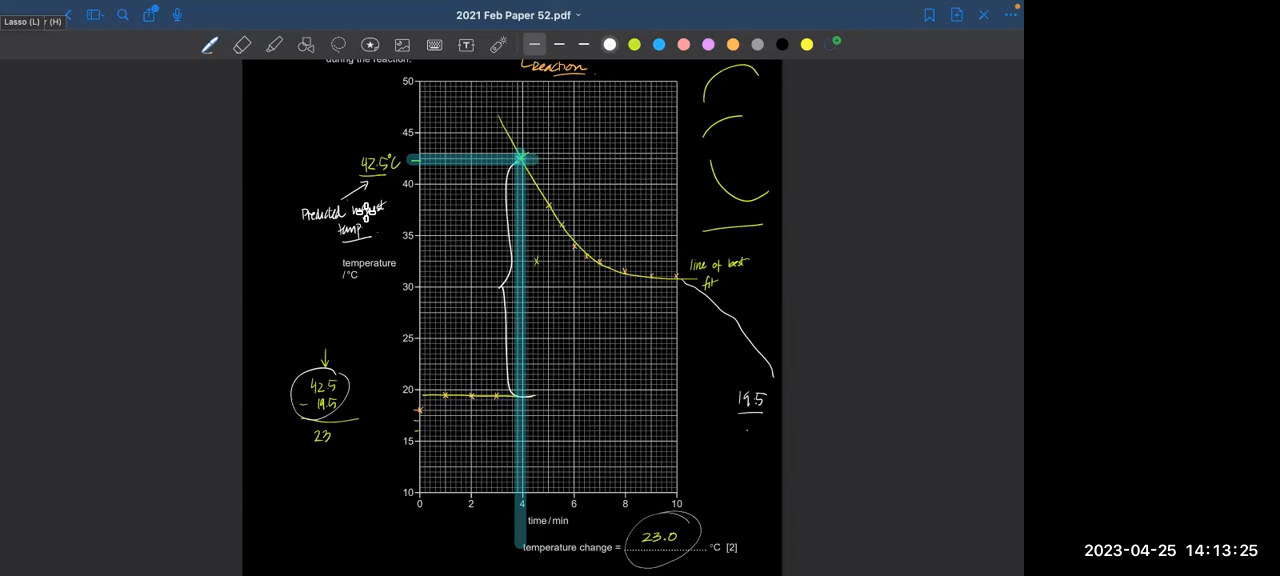 Lasso (L)
r (H)
2021 Feb Paper 52.pdf
during the reaction.
reaction
50
45
42.5°C
40
Predicted highest
temp
35
temperature
/°C
line of best
fit
30
25
42.5
- 19.5
23
20
19.5
15
10
0
2
4
6
8
10
time / min
temperature change = 23.0 °C [2]
2023-04-25 14:13:25